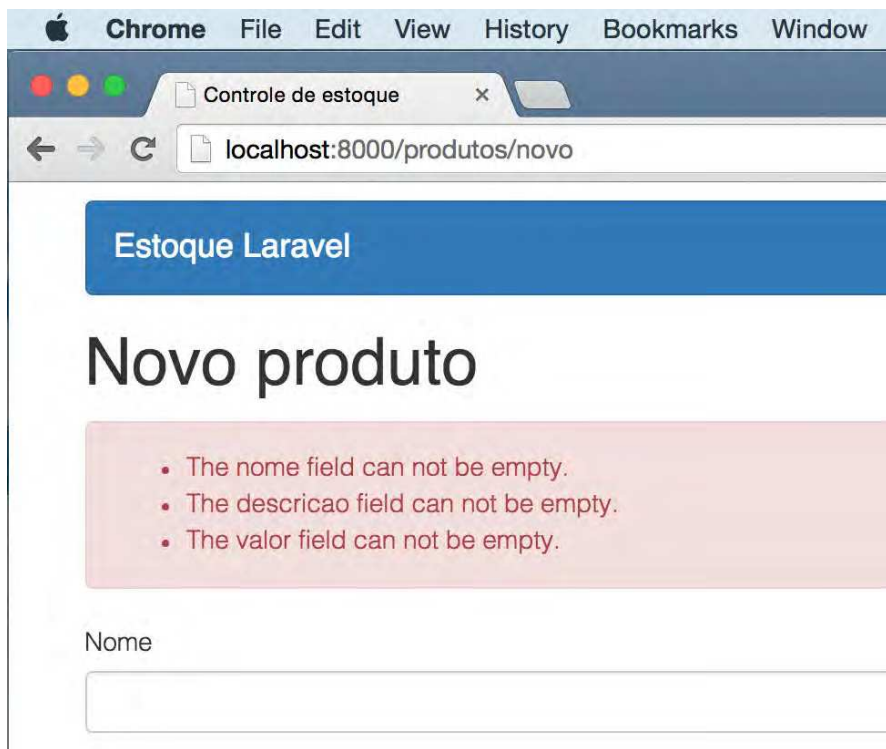 Chrome File Edit View History Bookmarks Window
Controle de estoque
localhost:8000/produtos/novo
Estoque Laravel
Novo produto
• The nome field can not be empty.
• The descricao field can not be empty.
• The valor field can not be empty.
Nome